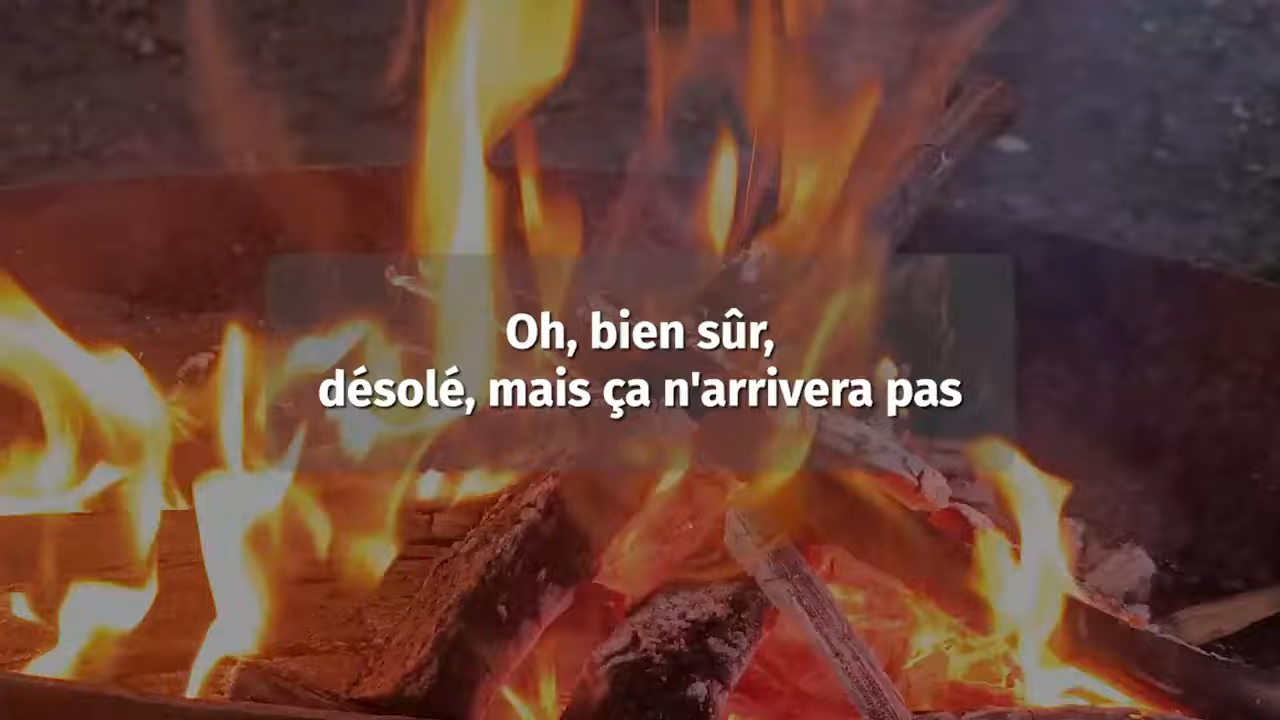 Oh, bien sûr,
désolé, mais ça n'arrivera pas